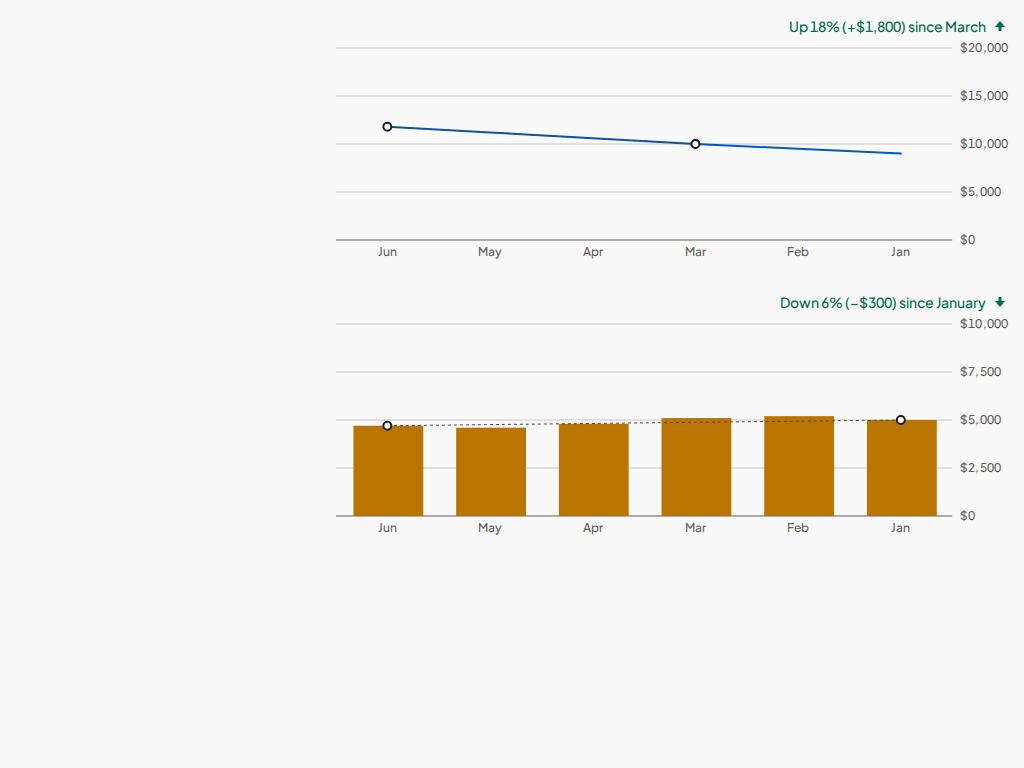 Up 18% (+$1,800) since March
$20,000
$15,000
$10,000
$5,000
$0
Jun May Apr Mar Feb Jan
Down 6% (−$300) since January
$10,000
$7,500
$5,000
$2,500
$0
Jun May Apr Mar Feb Jan